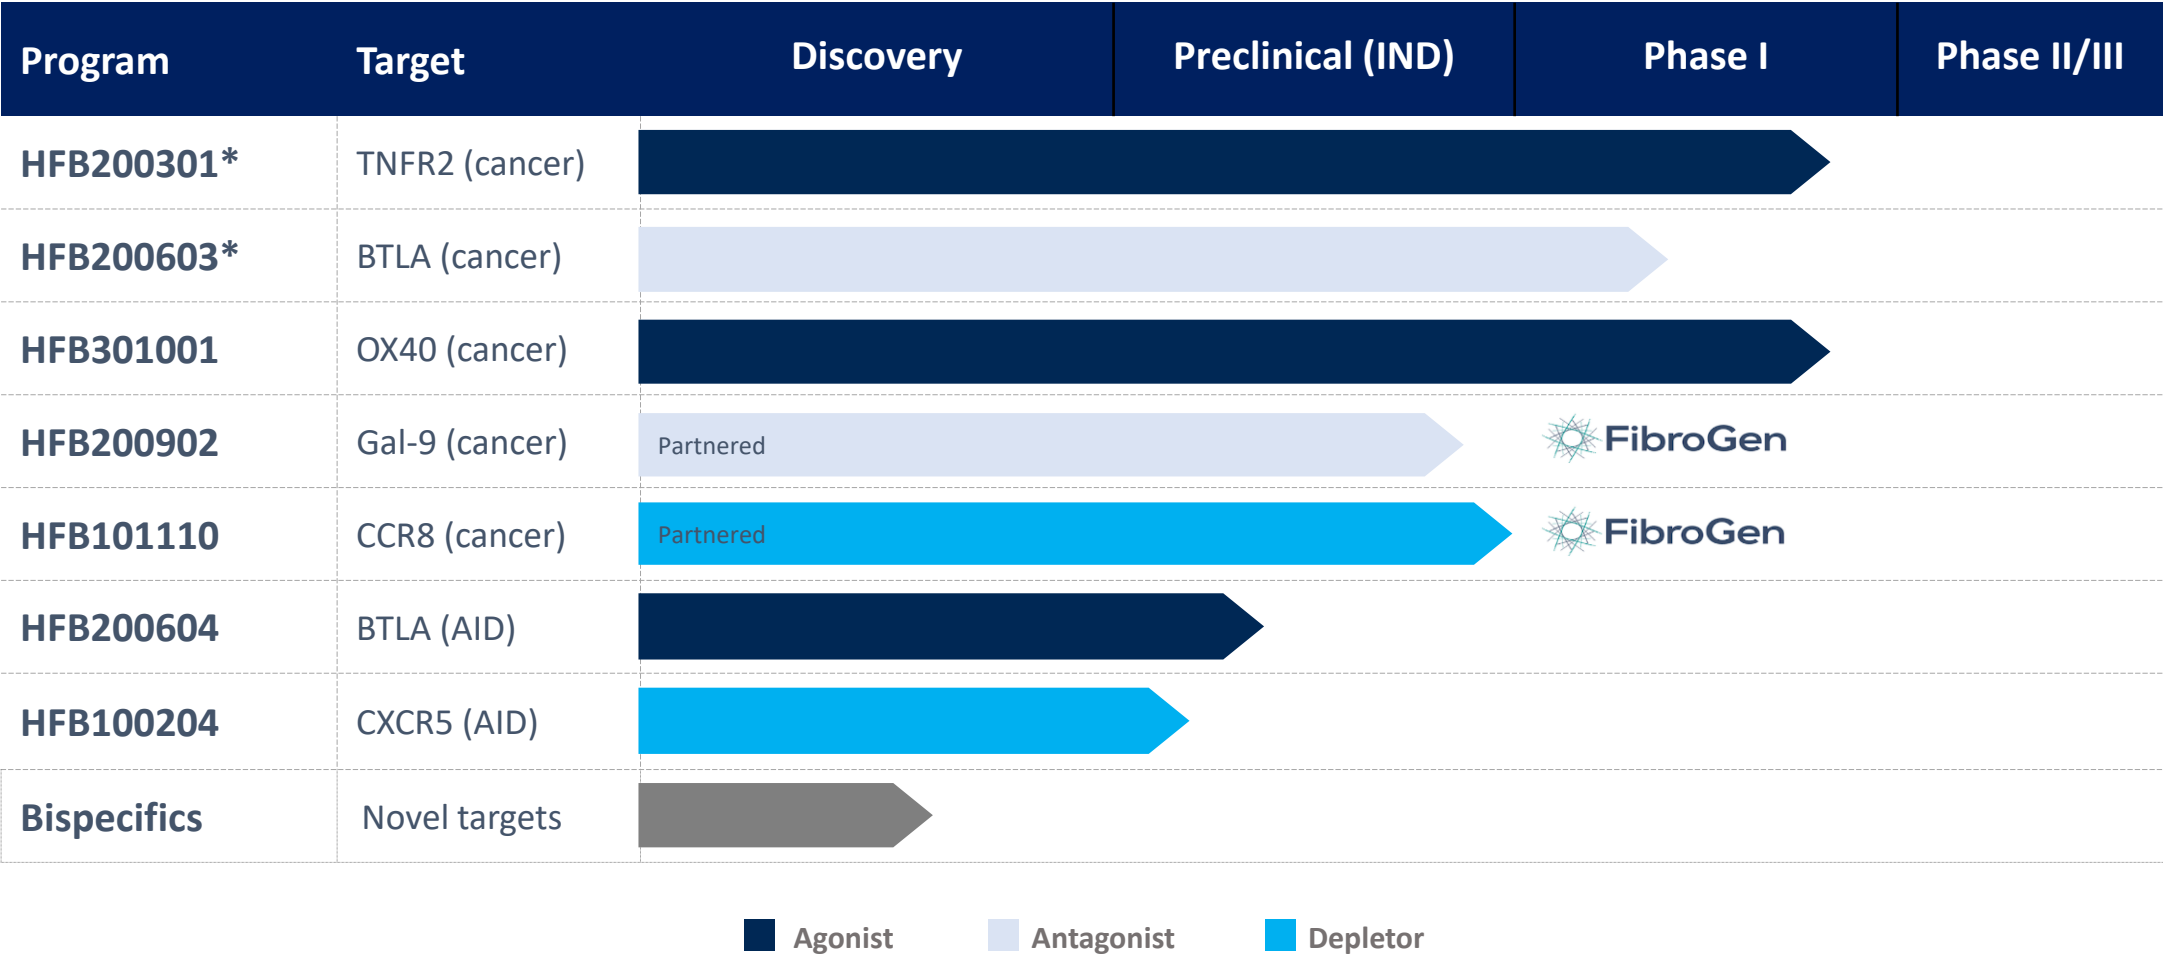 Program Target Discovery Preclinical (IND) Phase I Phase II/III
HFB200301* TNFR2 (cancer)
HFB200603* BTLA (cancer)
HFB301001 OX40 (cancer)
HFB200902 Gal-9 (cancer) Partnered FibroGen
HFB101110 CCR8 (cancer) Partnered FibroGen
HFB200604 BTLA (AID)
HFB100204 CXCR5 (AID)
Bispecifics Novel targets
Agonist Antagonist Depletor